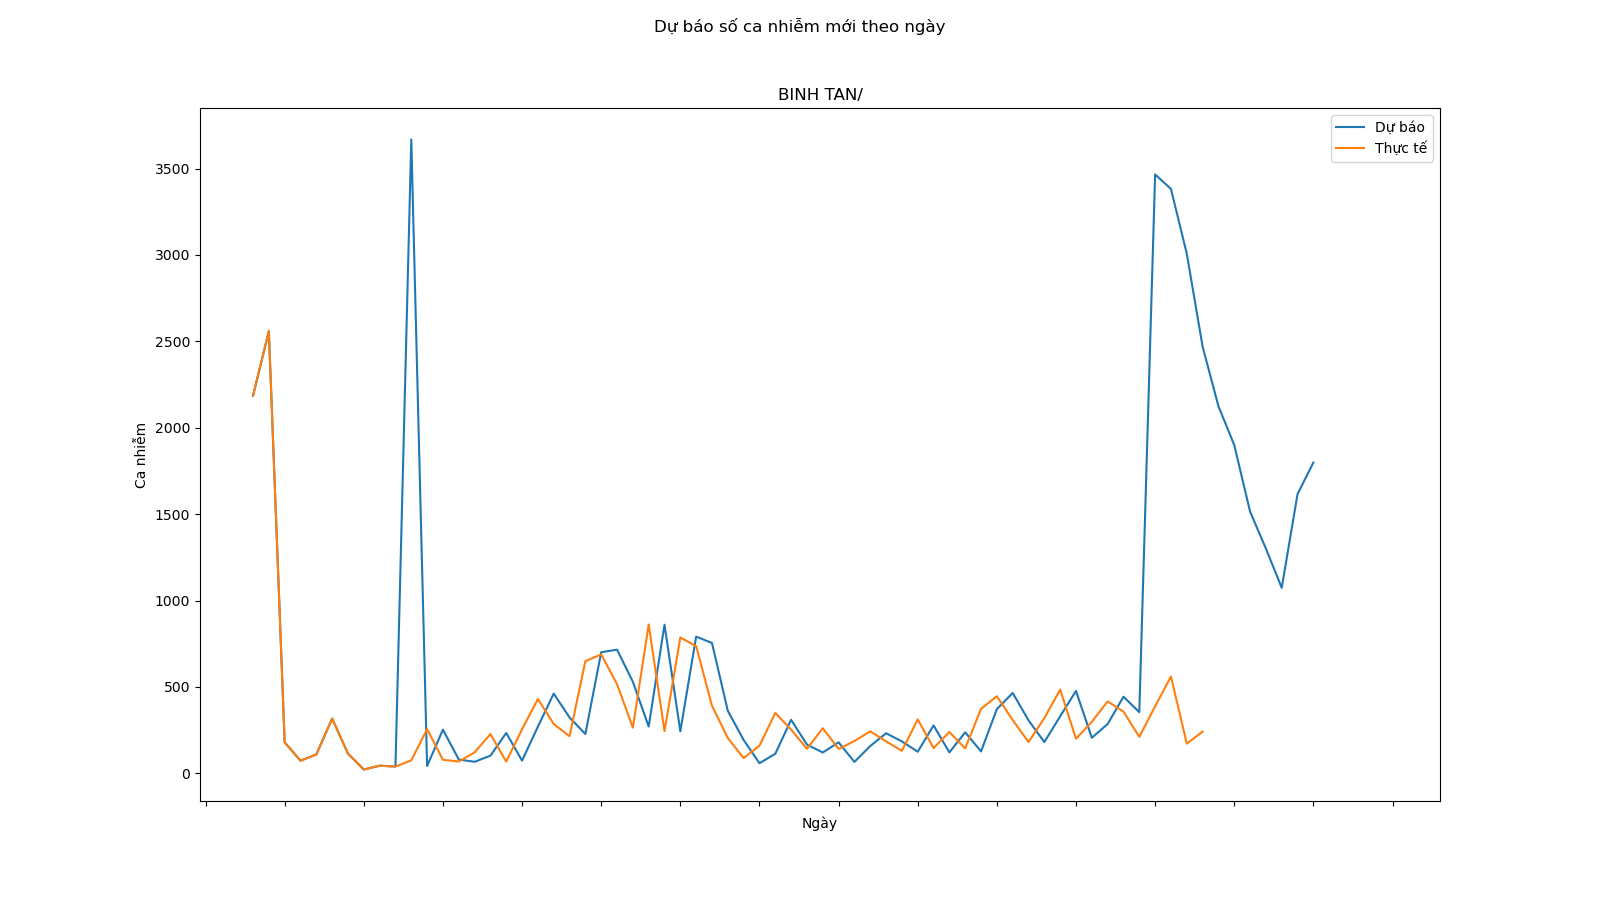 Dự báo số ca nhiễm mới theo ngày
BINH TAN/
Dự báo
Thực tế
3500
3000
2500
2000
1500
1000
500
0
Ca nhiễm
Ngày